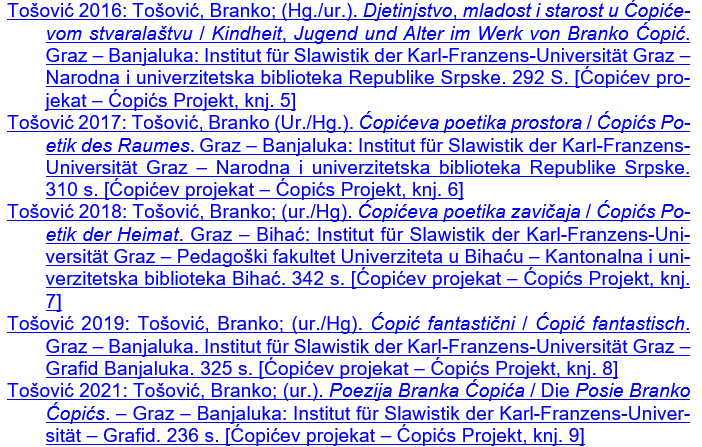 Tošović 2016: Tošović, Branko; (Hg./ur.). Djetinjstvo, mladost i starost u Ćopiće-
vom stvaralaštvu / Kindheit, Jugend und Alter im Werk von Branko Ćopić.
Graz – Banjaluka: Institut für Slawistik der Karl-Franzens-Universität Graz –
Narodna i univerzitetska biblioteka Republike Srpske. 292 S. [Ćopićev pro-
jekat – Ćopićs Projekt, knj. 5]
Tošović 2017: Tošović, Branko (Ur./Hg.). Ćopićeva poetika prostora / Ćopićs Po-
etik des Raumes. Graz – Banjaluka: Institut für Slawistik der Karl-Franzens-
Universität Graz – Narodna i univerzitetska biblioteka Republike Srpske.
310 s. [Ćopićev projekat – Ćopićs Projekt, knj. 6]
Tošović 2018: Tošović, Branko; (ur./Hg). Ćopićeva poetika zavičaja / Ćopićs Po-
etik der Heimat. Graz – Bihać: Institut für Slawistik der Karl-Franzens-Uni-
versität Graz – Pedagoški fakultet Univerziteta u Bihaću – Kantonalna i uni-
verzitetska biblioteka Bihać. 342 s. [Ćopićev projekat – Ćopićs Projekt, knj.
7]
Tošović 2019: Tošović, Branko; (ur./Hg). Ćopić fantastični / Ćopić fantastisch.
Graz – Banjaluka. Institut für Slawistik der Karl-Franzens-Universität Graz –
Grafid Banjaluka. 325 s. [Ćopićev projekat – Ćopićs Projekt, knj. 8]
Tošović 2021: Tošović, Branko; (ur.). Poezija Branka Ćopića / Die Posie Branko
Ćopićs. – Graz – Banjaluka: Institut für Slawistik der Karl-Franzens-Univer-
sität – Grafid. 236 s. [Ćopićev projekat – Ćopićs Projekt, knj. 9]